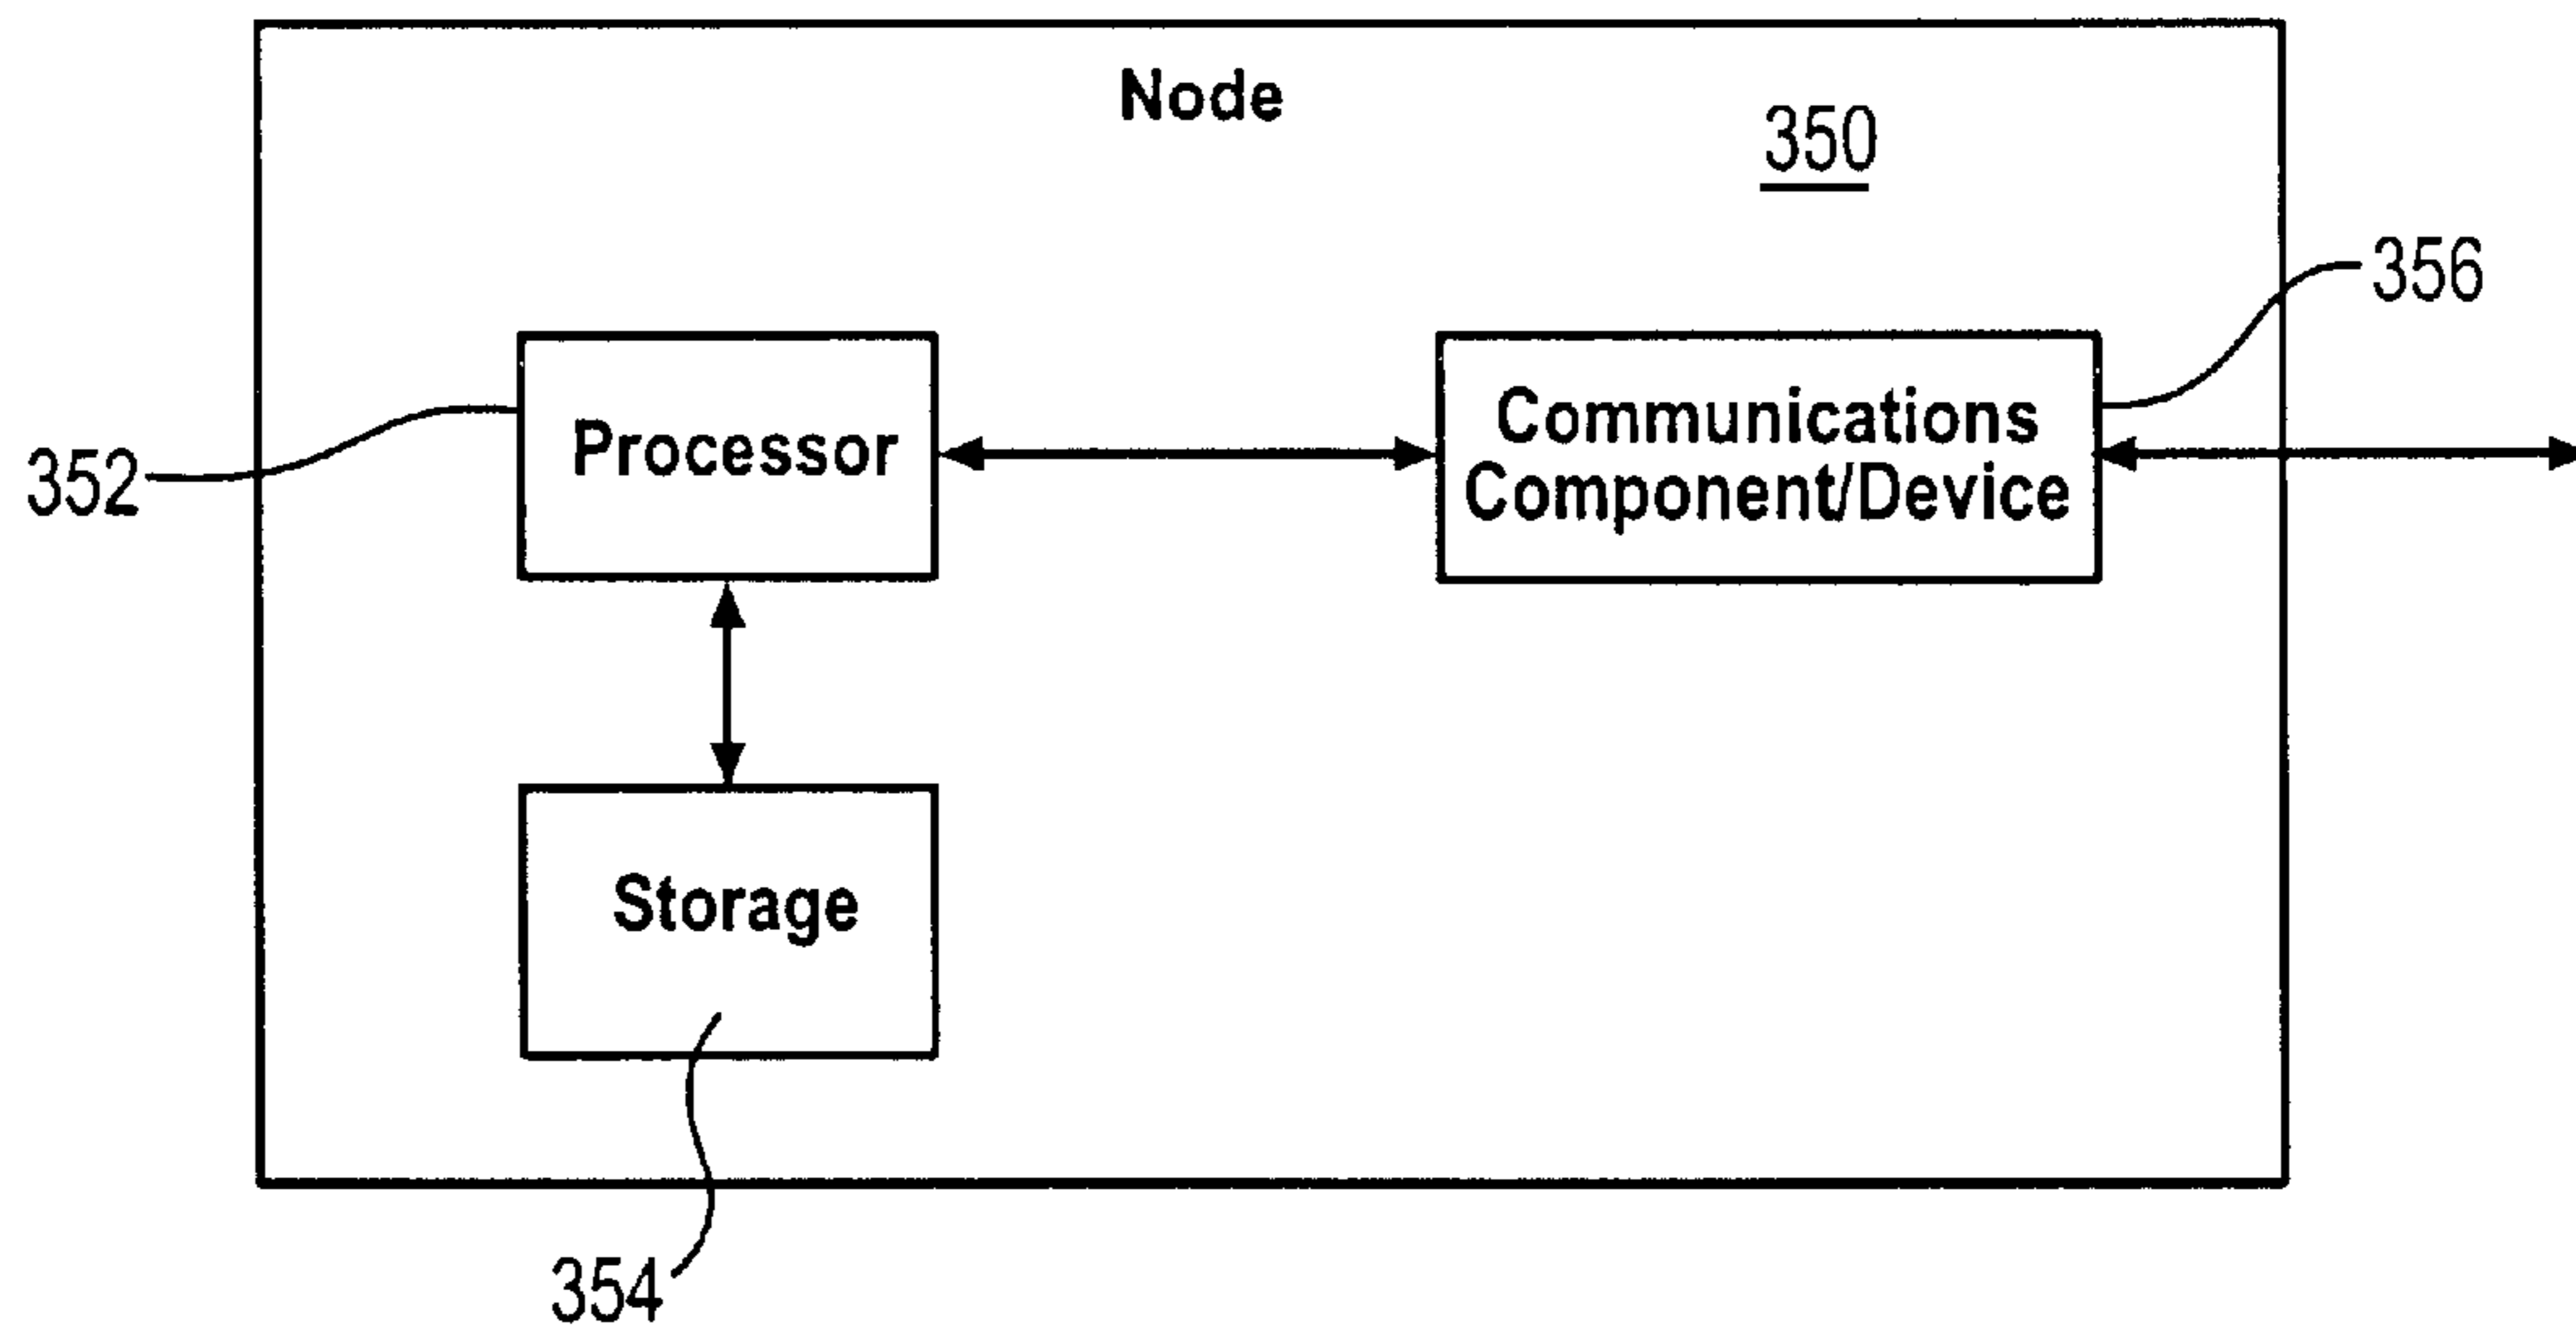 Node
350
356
Processor
Communications
Component/Device
352
Storage
354